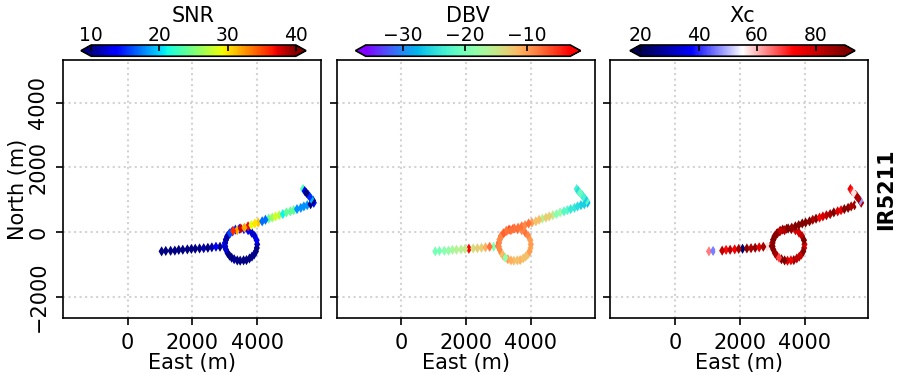 SNR DBV Xc
10 20 30 40 −30 −20 −10 20 40 60 80
4000
2000
0
−2000
North (m)
IR5211
0 2000 4000 0 2000 4000 0 2000 4000
East (m) East (m) East (m)